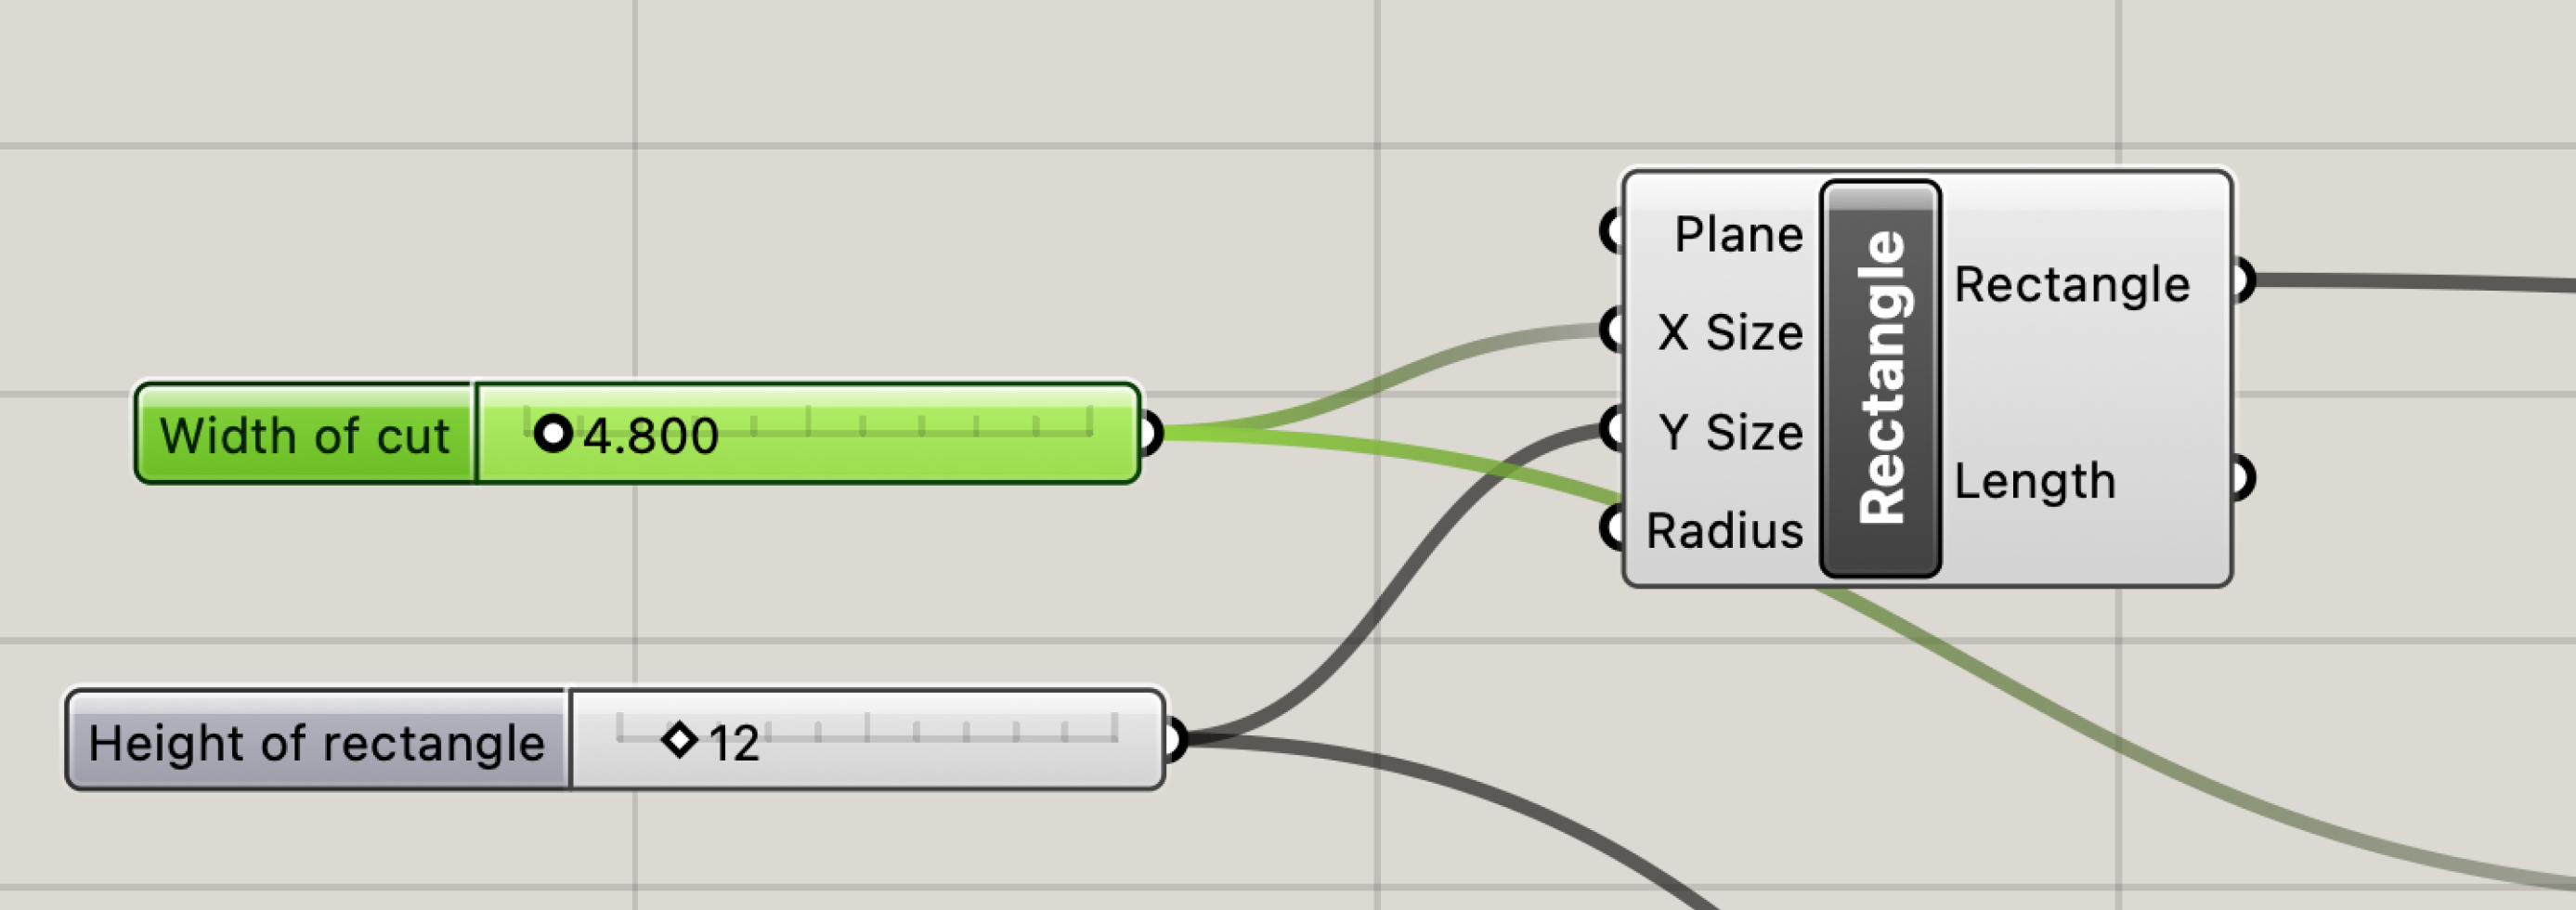 Plane
X Size
Y Size
Radius
Rectangle
Rectangle
Length
Width of cut
4.800
Height of rectangle
12